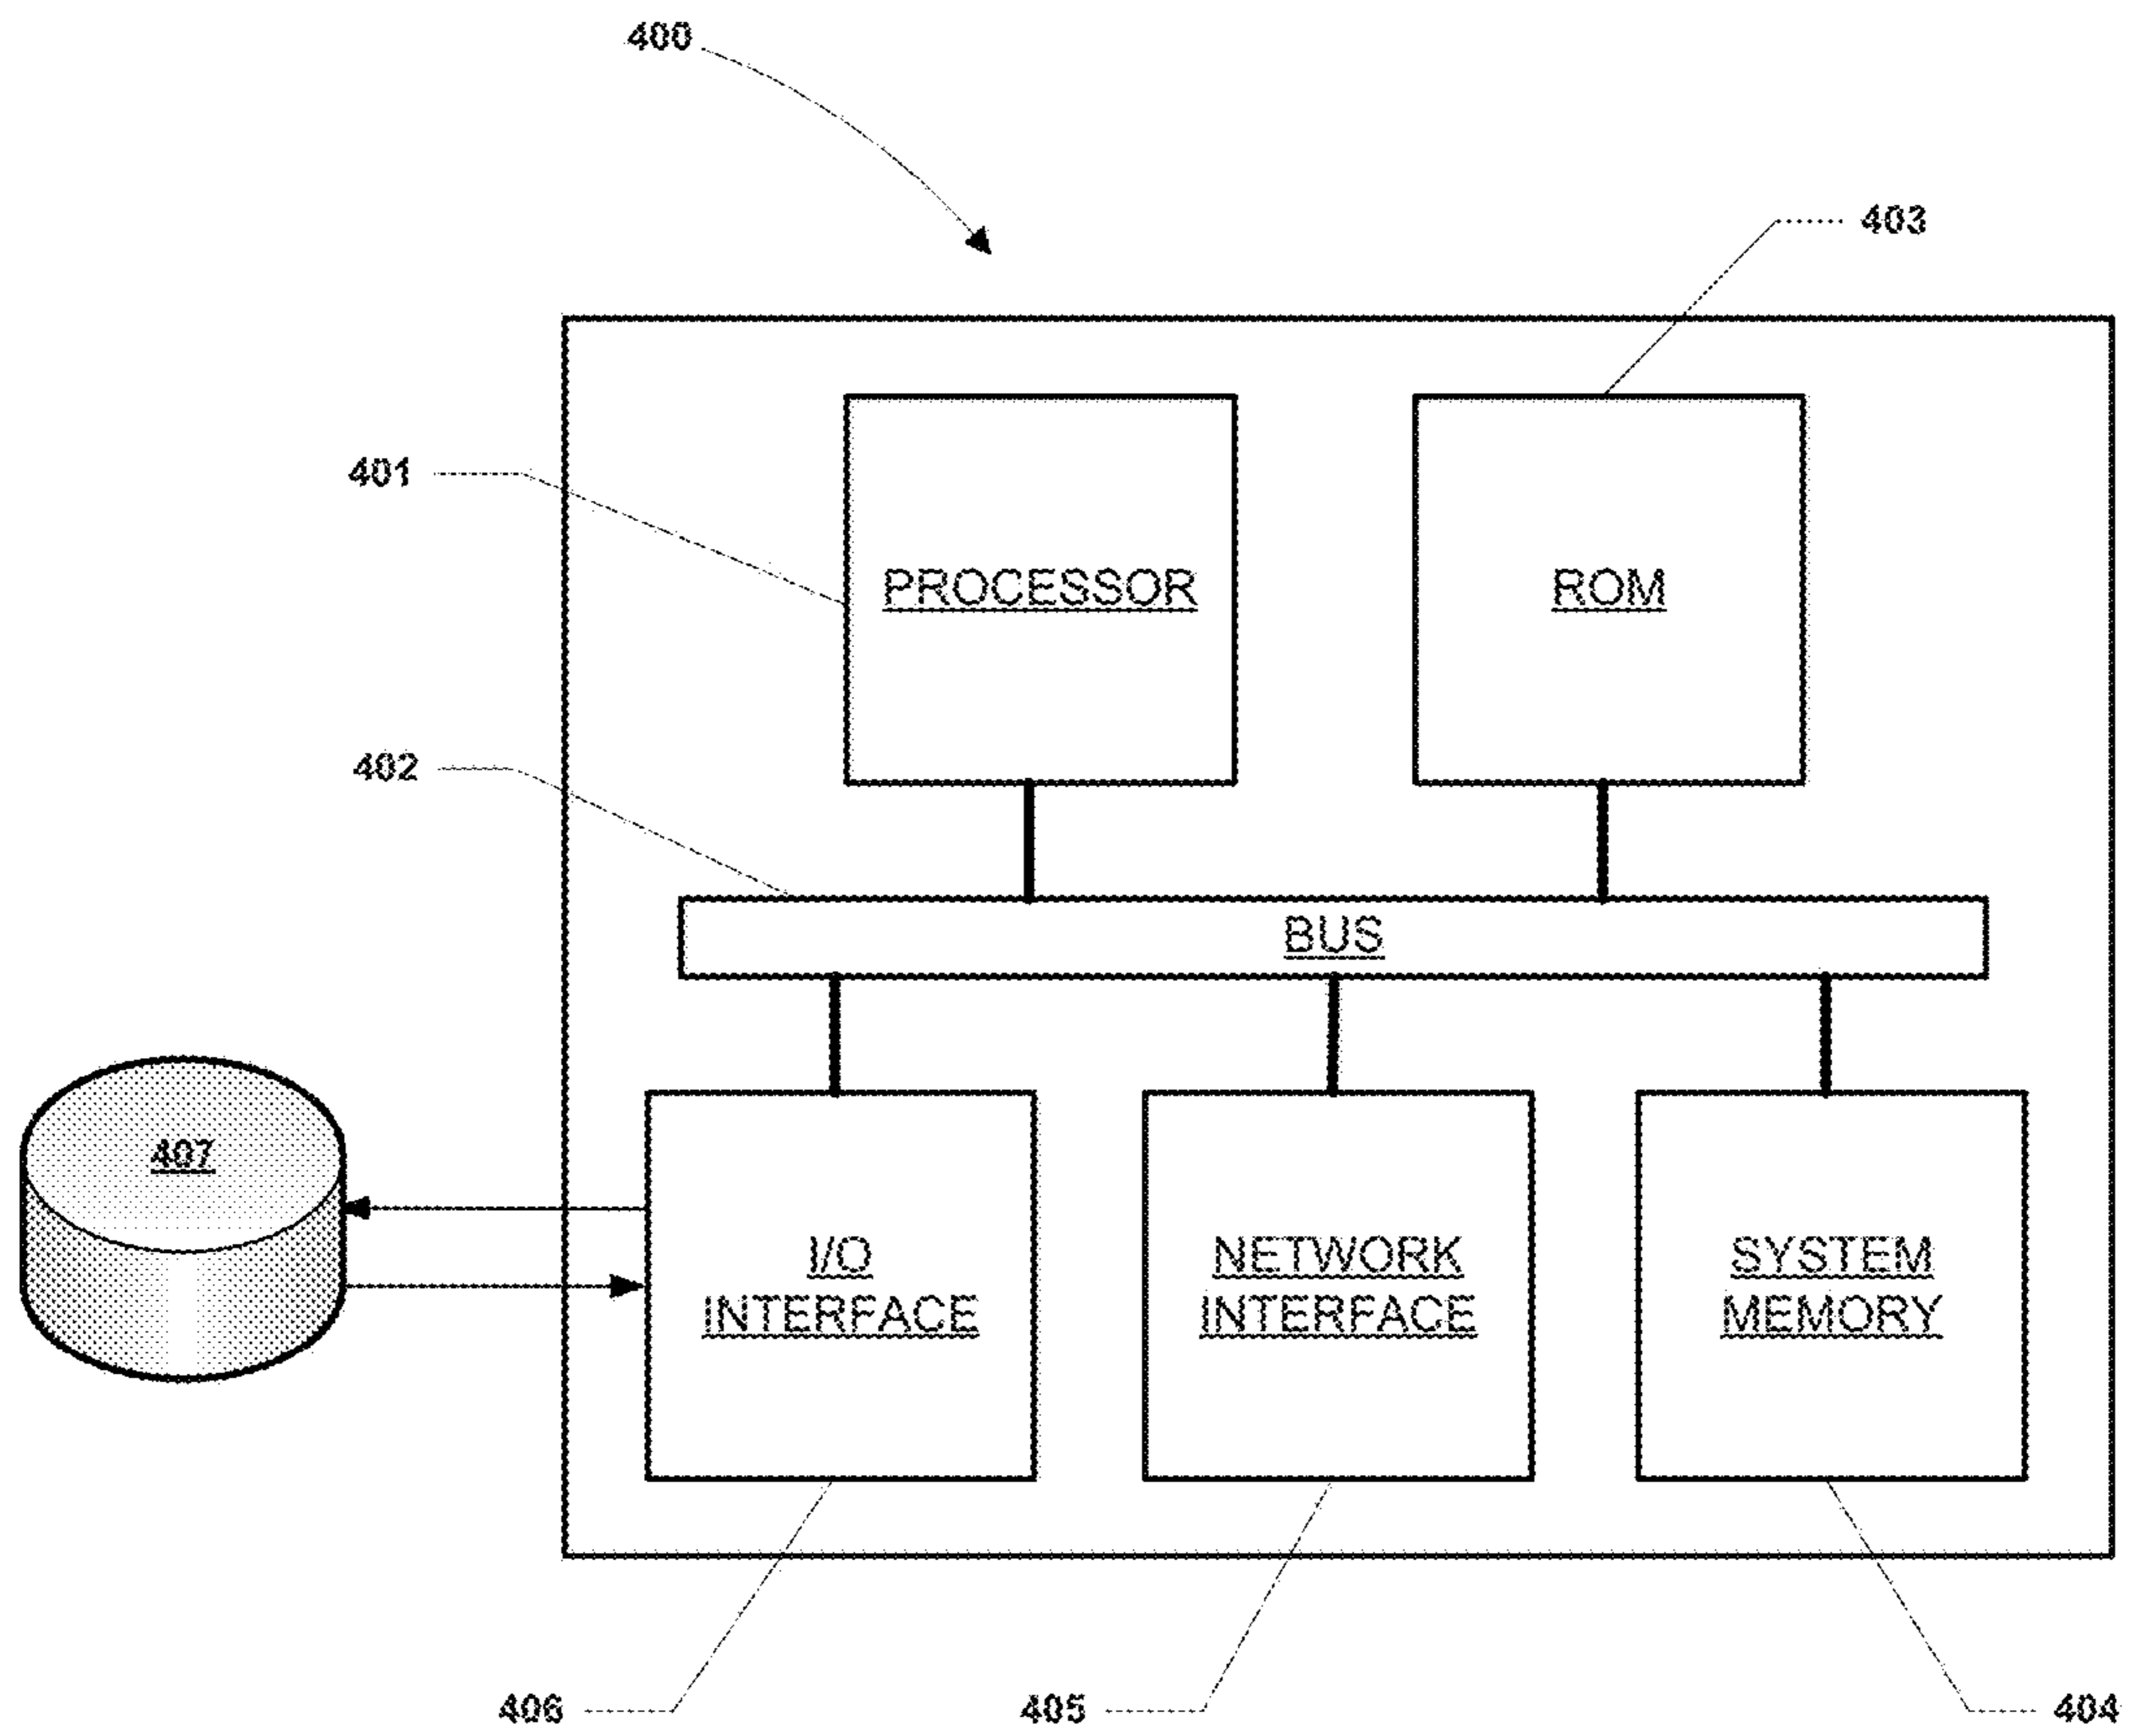 400
403
401
PROCESSOR
ROM
402
BUS
407
I/O
INTERFACE
NETWORK
INTERFACE
SYSTEM
MEMORY
406
405
404